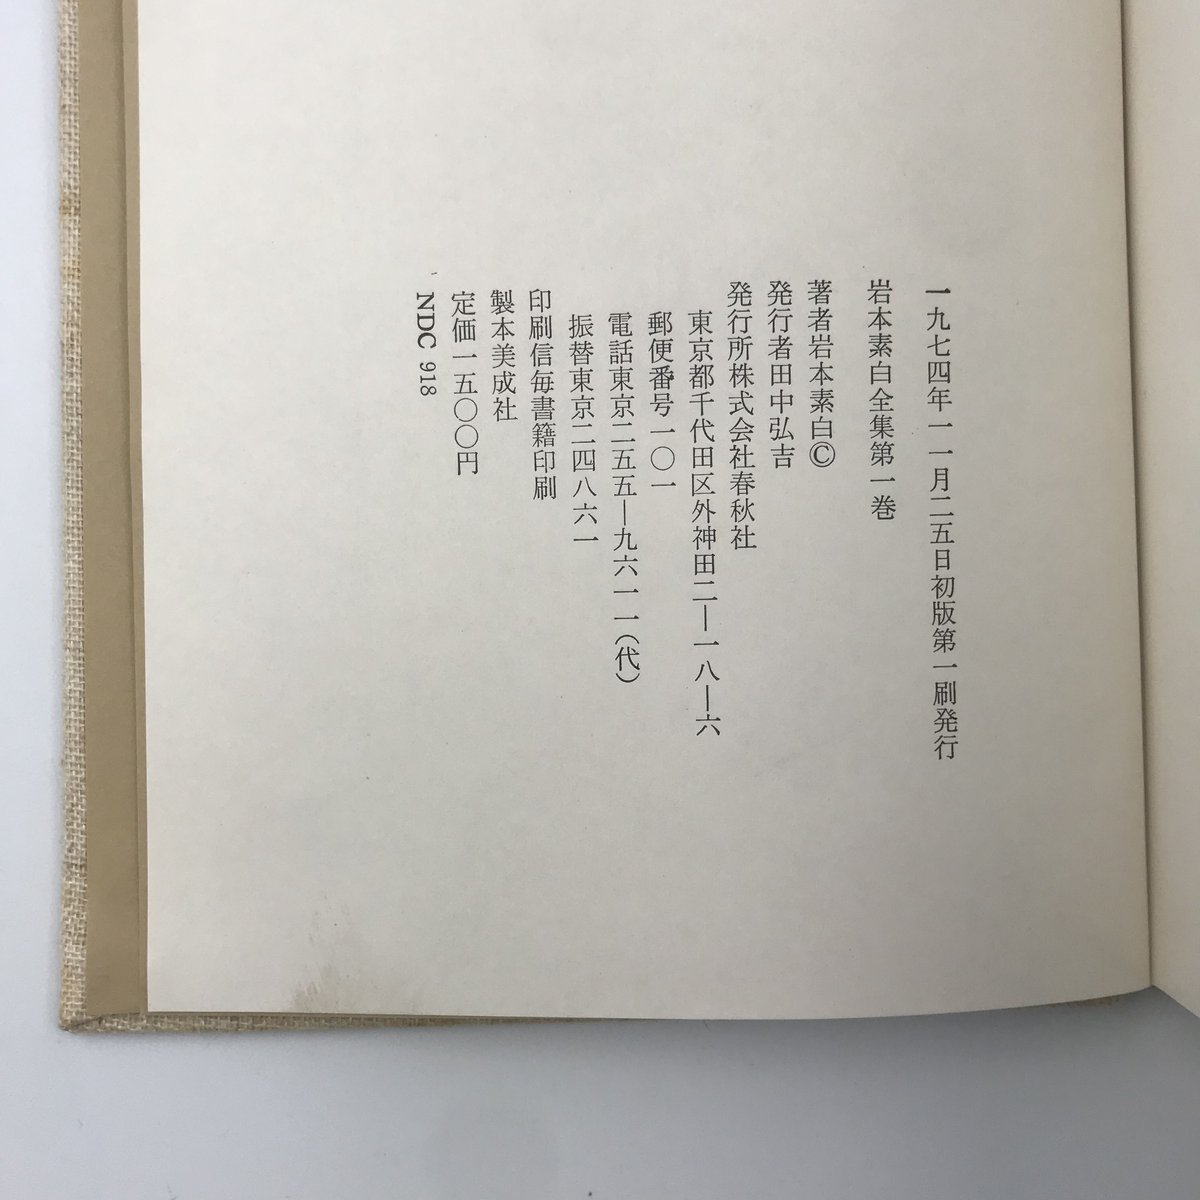 一九七四年一一月二五日初版第一刷発行
岩本素白全集第一巻
著者岩本素白©
発行者田中弘吉
発行所株式会社春秋社
東京都千代田区外神田二―一八―六
郵便番号一〇一
電話東京二五五―九六一一(代)
振替東京二四八六一
印刷信毎書籍印刷
製本美成社
定価一五〇〇円
NDC 918